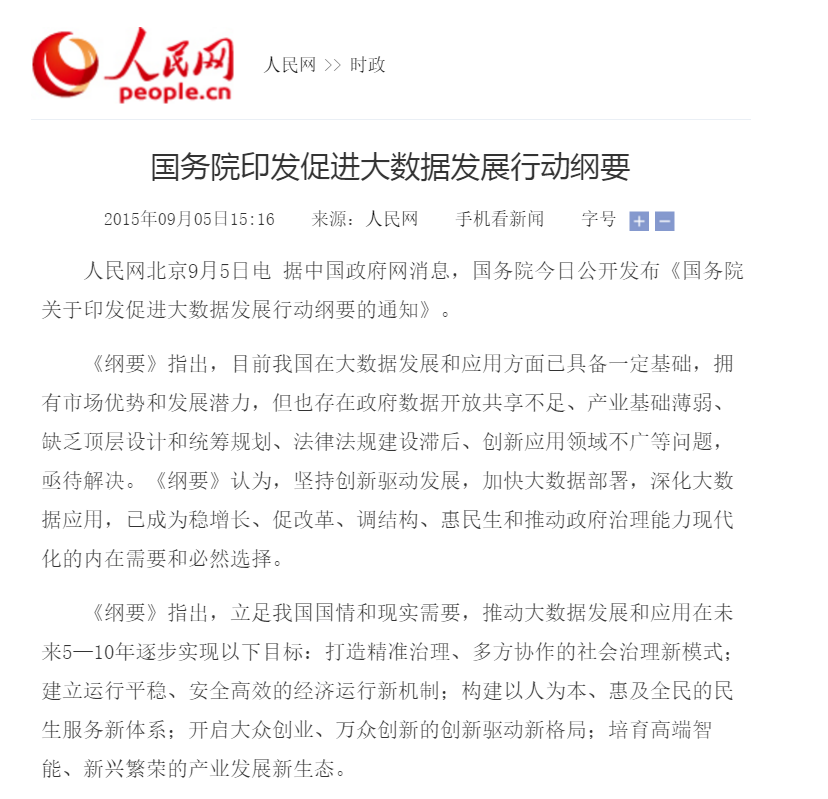 人民网
people.cn
人民网 >> 时政
国务院印发促进大数据发展行动纲要
2015年09月05日15:16 来源：人民网 手机看新闻 字号 + −
人民网北京9月5日电 据中国政府网消息，国务院今日公开发布《国务院
关于印发促进大数据发展行动纲要的通知》。
《纲要》指出，目前我国在大数据发展和应用方面已具备一定基础，拥
有市场优势和发展潜力，但也存在政府数据开放共享不足、产业基础薄弱、
缺乏顶层设计和统筹规划、法律法规建设滞后、创新应用领域不广等问题，
亟待解决。《纲要》认为，坚持创新驱动发展，加快大数据部署，深化大数
据应用，已成为稳增长、促改革、调结构、惠民生和推动政府治理能力现代
化的内在需要和必然选择。
《纲要》指出，立足我国国情和现实需要，推动大数据发展和应用在未
来5—10年逐步实现以下目标：打造精准治理、多方协作的社会治理新模式；
建立运行平稳、安全高效的经济运行新机制；构建以人为本、惠及全民的民
生服务新体系；开启大众创业、万众创新的创新驱动新格局；培育高端智
能、新兴繁荣的产业发展新生态。